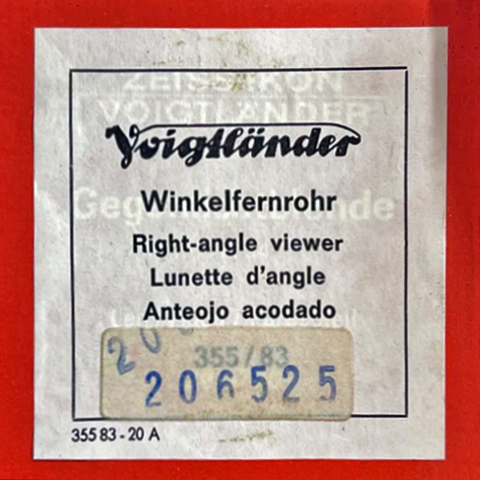 ZEISS IKON
VOIGTLÄNDER
Voigtländer
Winkelfernrohr
Right-angle viewer
Lunette d'angle
Anteojo acodado
355/83
206525
355 83 - 20 A